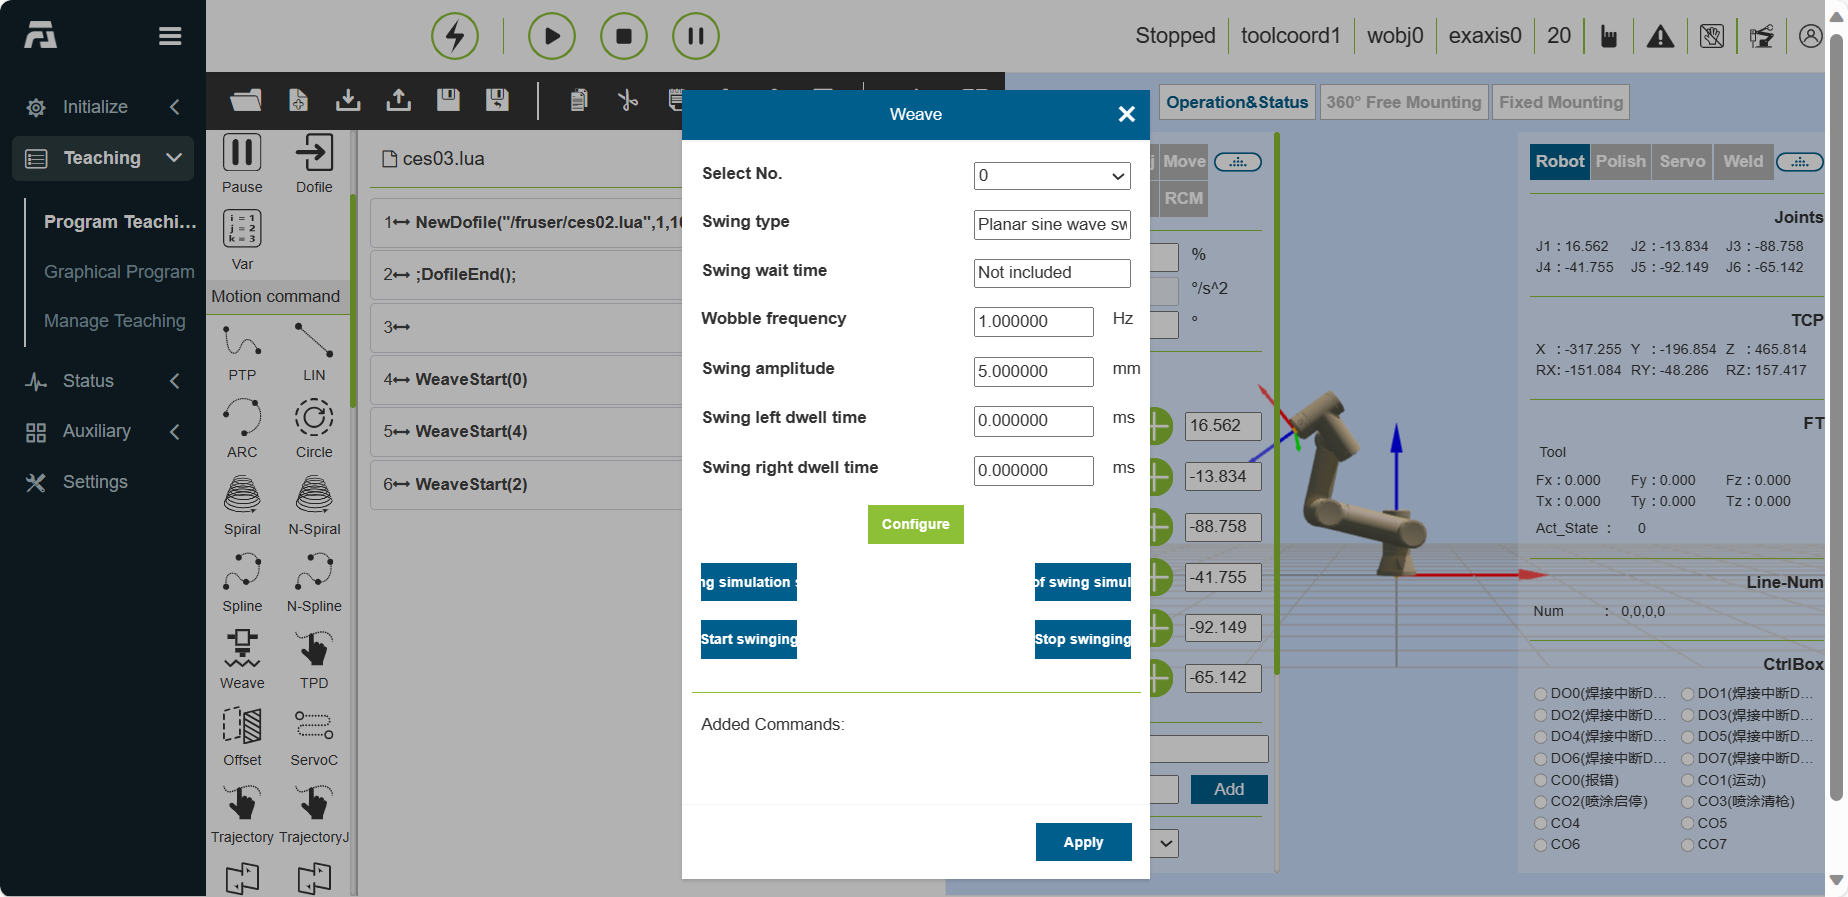 Stopped
toolcoord1
wobj0
exaxis0
20
Initialize
Teaching
Program Teachi...
Graphical Program
Manage Teaching
Status
Auxiliary
Settings
Pause
Dofile
Var
Motion command
PTP
LIN
ARC
Circle
Spiral
N-Spiral
Spline
N-Spline
Weave
TPD
Offset
ServoC
Trajectory
TrajectoryJ
ces03.lua
1 NewDofile("/fruser/ces02.lua",1,1
2 ;DofileEnd();
3
4 WeaveStart(0)
5 WeaveStart(4)
6 WeaveStart(2)
Weave
Select No.
0
Swing type
Planar sine wave sw
Swing wait time
Not included
Wobble frequency
1.000000
Hz
Swing amplitude
5.000000
mm
Swing left dwell time
0.000000
ms
Swing right dwell time
0.000000
ms
Configure
ng simulation s
of swing simul
Start swinging
Stop swinging
Added Commands:
Apply
Operation&Status
360° Free Mounting
Fixed Mounting
Move
RCM
%
°/s^2
°
16.562
-13.834
-88.758
-41.755
-92.149
-65.142
Add
Robot
Polish
Servo
Weld
Joints
J1 : 16.562 J2 : -13.834 J3 : -88.758
J4 : -41.755 J5 : -92.149 J6 : -65.142
TCP
X : -317.255 Y : -196.854 Z : 465.814
RX: -151.084 RY: -48.286 RZ: 157.417
FT
Tool
Fx : 0.000 Fy : 0.000 Fz : 0.000
Tx : 0.000 Ty : 0.000 Tz : 0.000
Act_State : 0
Line-Num
Num : 0,0,0,0
CtrlBox
DO0(焊接中断D... DO1(焊接中断D...
DO2(焊接中断D... DO3(焊接中断D...
DO4(焊接中断D... DO5(焊接中断D...
DO6(焊接中断D... DO7(焊接中断D...
CO0(报错) CO1(运动)
CO2(喷涂启停) CO3(喷涂清枪)
CO4 CO5
CO6 CO7